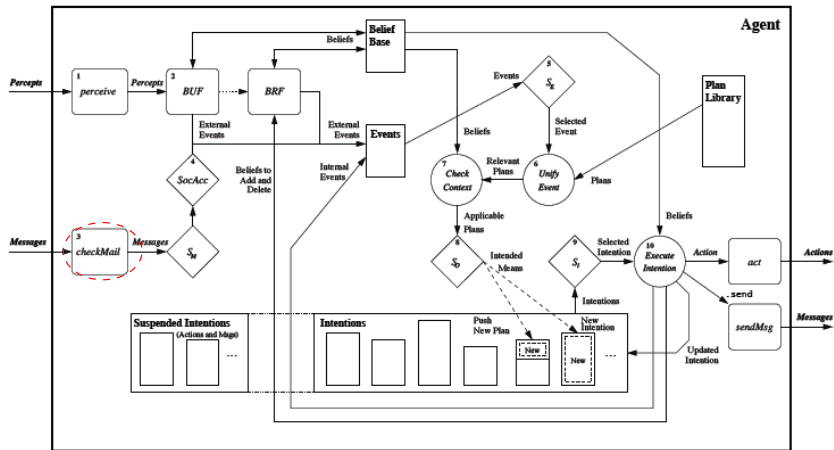 Agent
Belief
Base
Beliefs
Percepts
1
perceive
Percepts
2
BUF
BRF
Events
5
S_E
Plan
Library
External
Events
External
Events
Events
Beliefs
Selected
Event
4
SocAcc
Beliefs to
Add and
Delete
Internal
Events
7
Check
Context
Relevant
Plans
6
Unify
Event
Plans
Beliefs
Messages
3
checkMail
Messages
S_M
Applicable
Plans
8
S_O
Intended
Means
9
S_I
Selected
Intention
10
Execute
Intention
Action
act
Actions
Intentions
.send
sendMsg
Messages
Suspended Intentions
(Actions and Msgs)
...
Intentions
Push
New Plan
New
New
Intention
New
...
Updated
Intention